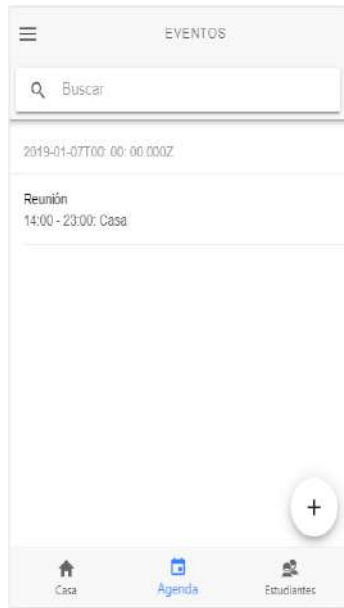 EVENTOS
Buscar
2019-01-07T00: 00: 00.000Z
Reunión
14:00 - 23:00: Casa
+
Casa Agenda Estudiantes